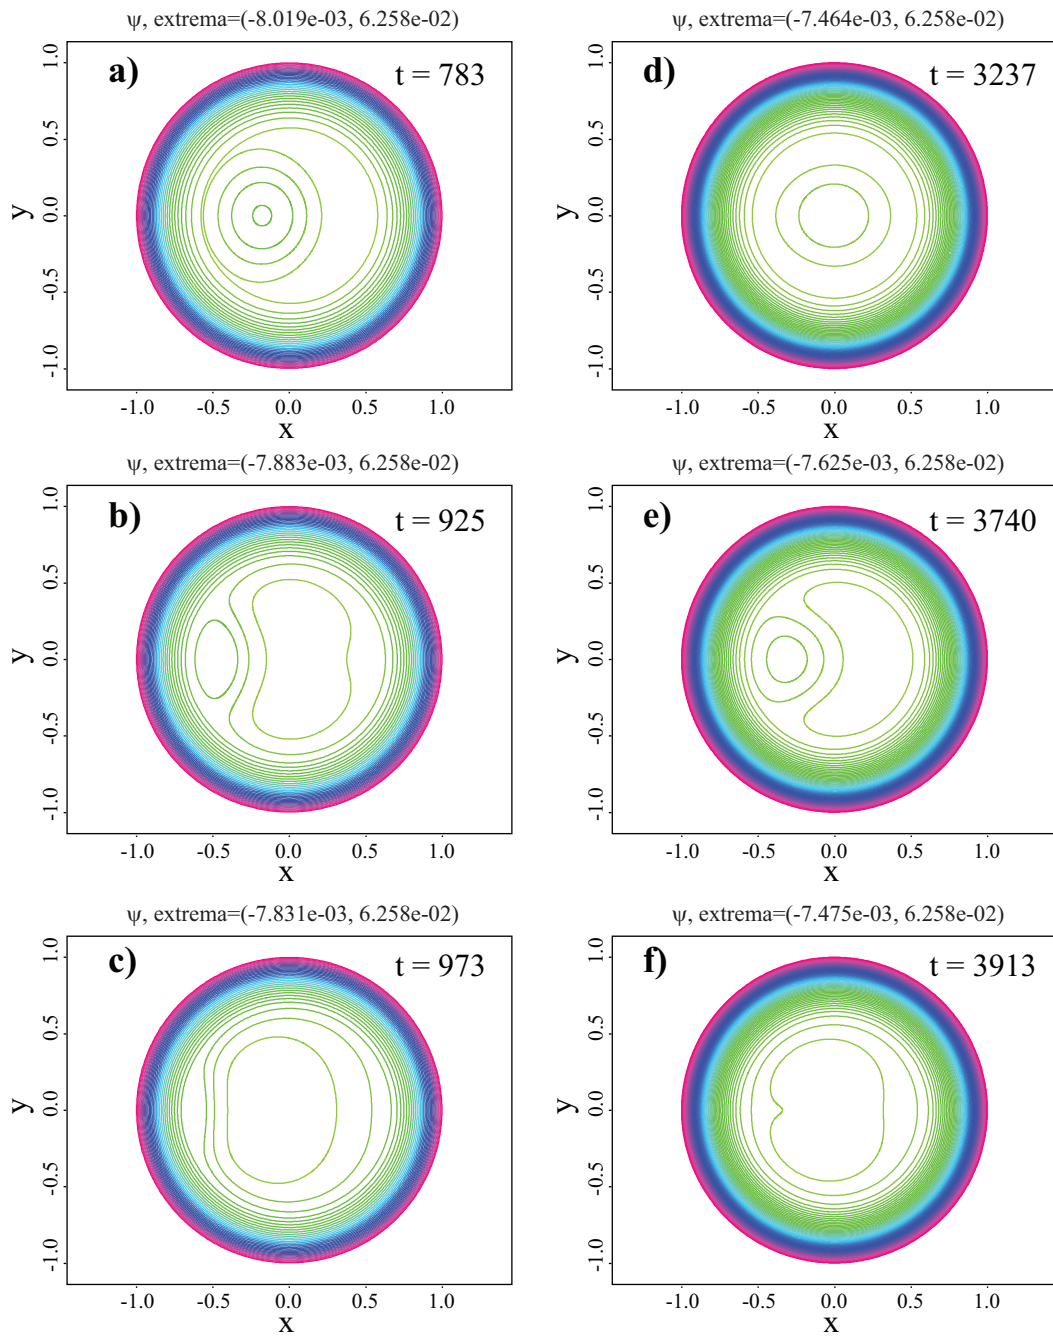 ψ, extrema=(-8.019e-03, 6.258e-02)
a)
t = 783
1.0
0.5
0.0
-0.5
-1.0
y
-1.0 -0.5 0.0 0.5 1.0
x
ψ, extrema=(-7.464e-03, 6.258e-02)
d)
t = 3237
1.0
0.5
0.0
-0.5
-1.0
y
-1.0 -0.5 0.0 0.5 1.0
x
ψ, extrema=(-7.883e-03, 6.258e-02)
b)
t = 925
1.0
0.5
0.0
-0.5
-1.0
y
-1.0 -0.5 0.0 0.5 1.0
x
ψ, extrema=(-7.625e-03, 6.258e-02)
e)
t = 3740
1.0
0.5
0.0
-0.5
-1.0
y
-1.0 -0.5 0.0 0.5 1.0
x
ψ, extrema=(-7.831e-03, 6.258e-02)
c)
t = 973
1.0
0.5
0.0
-0.5
-1.0
y
-1.0 -0.5 0.0 0.5 1.0
x
ψ, extrema=(-7.475e-03, 6.258e-02)
f)
t = 3913
1.0
0.5
0.0
-0.5
-1.0
y
-1.0 -0.5 0.0 0.5 1.0
x